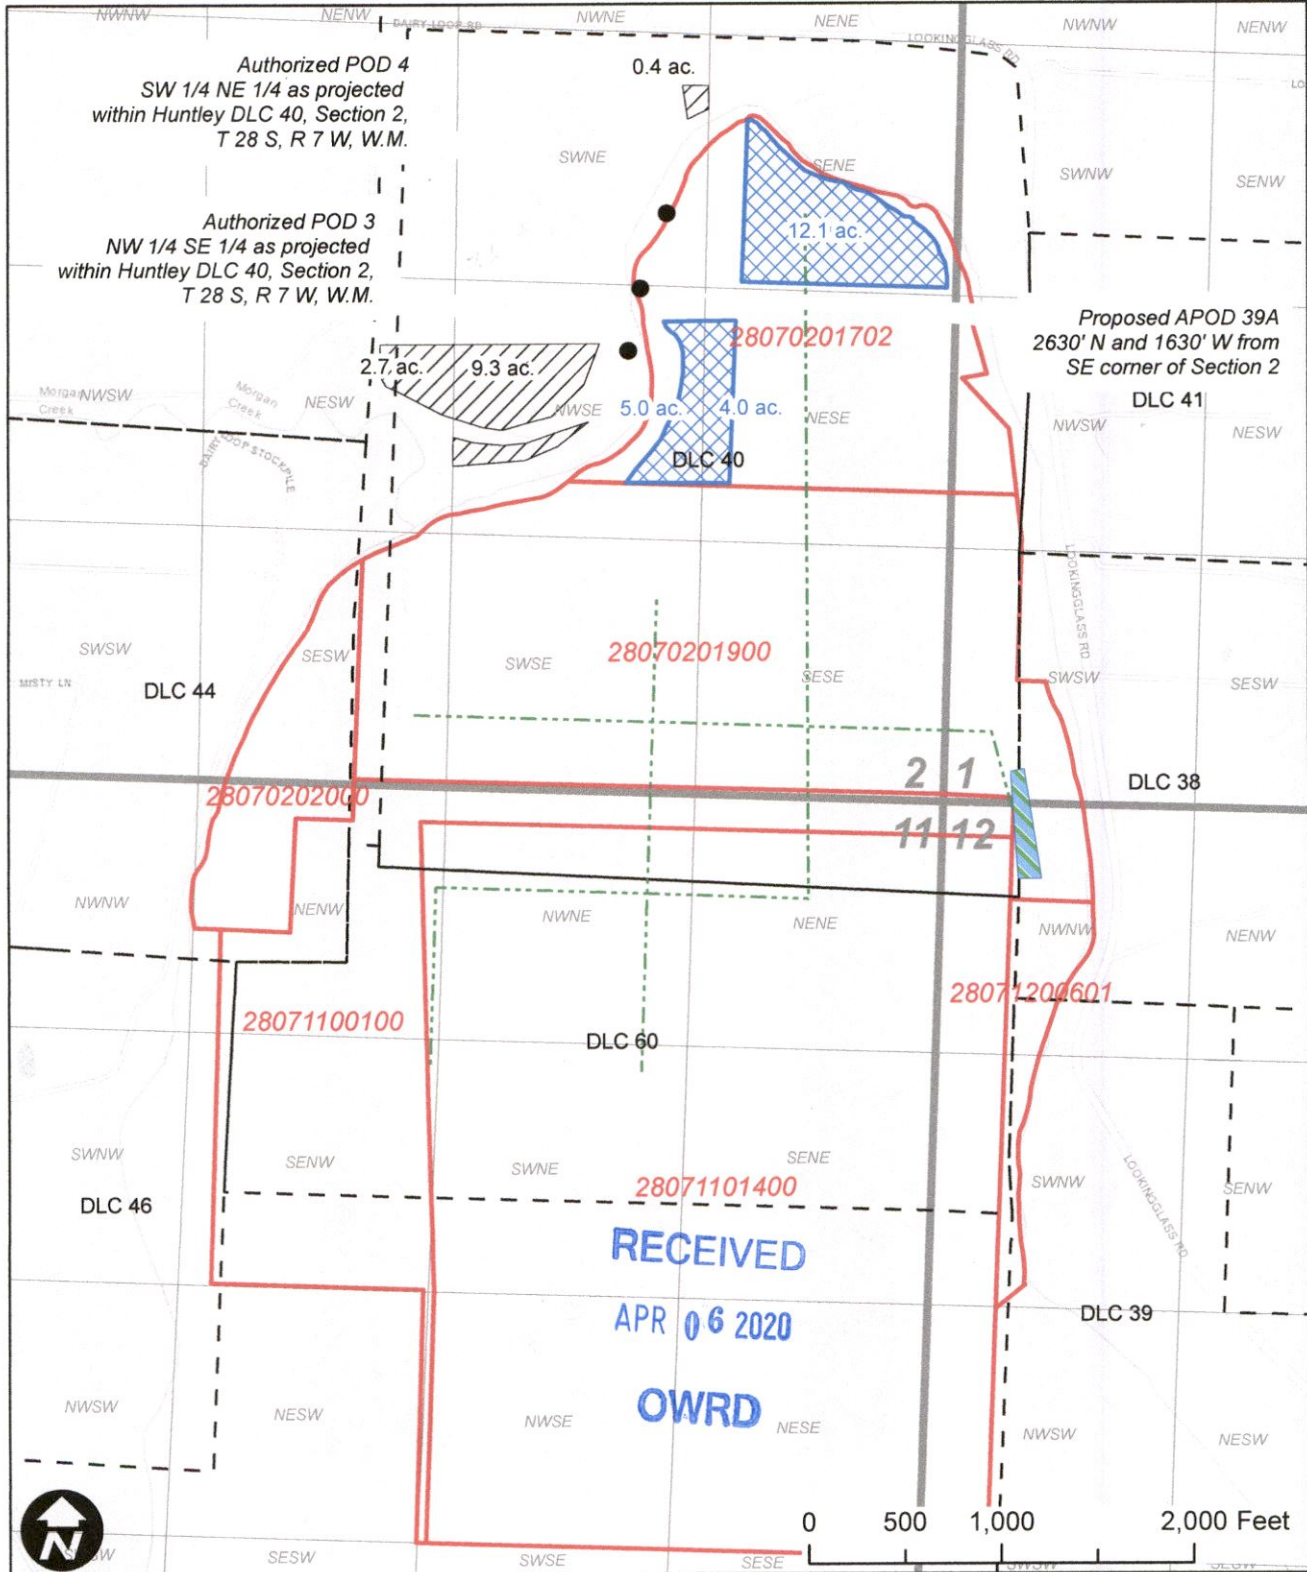 NWNW
NENW
DAIRY LOOP RD
NWNE
NENE
LOOKINGGLASS RD
NWNW
NENW
Authorized POD 4
SW 1/4 NE 1/4 as projected
within Huntley DLC 40, Section 2,
T 28 S, R 7 W, W.M.
0.4 ac.
LO
SWNE
SENE
SWNW
SENW
Authorized POD 3
NW 1/4 SE 1/4 as projected
within Huntley DLC 40, Section 2,
T 28 S, R 7 W, W.M.
12.1 ac.
Proposed APOD 39A
2630' N and 1630' W from
SE corner of Section 2
28070201702
2.7 ac.
9.3 ac.
Morgan
Creek
NWSW
Morgan
Creek
NESW
NWSE
5.0 ac.
4.0 ac.
NESE
DLC 41
NWSW
NESW
DAIRY LOOP STOCKPILE
DLC 40
LOOKINGGLASS RD
SWSW
SESW
SWSE
28070201900
SESE
SWSW
SESW
MISTY LN
DLC 44
2 1
DLC 38
28070202000
11 12
NWNW
NENW
NWNE
NENE
NWNW
NENW
28071200601
28071100100
DLC 60
SWNW
SENW
SWNE
SENE
SWNW
SENW
LOOKINGGLASS RD
28071101400
DLC 46
RECEIVED
APR 06 2020
OWRD
DLC 39
NWSW
NESW
NWSE
NESE
NWSW
NESW
N
0 500 1,000 2,000 Feet
SWSW
SESW
SWSE
SESE
SWSW
SESW